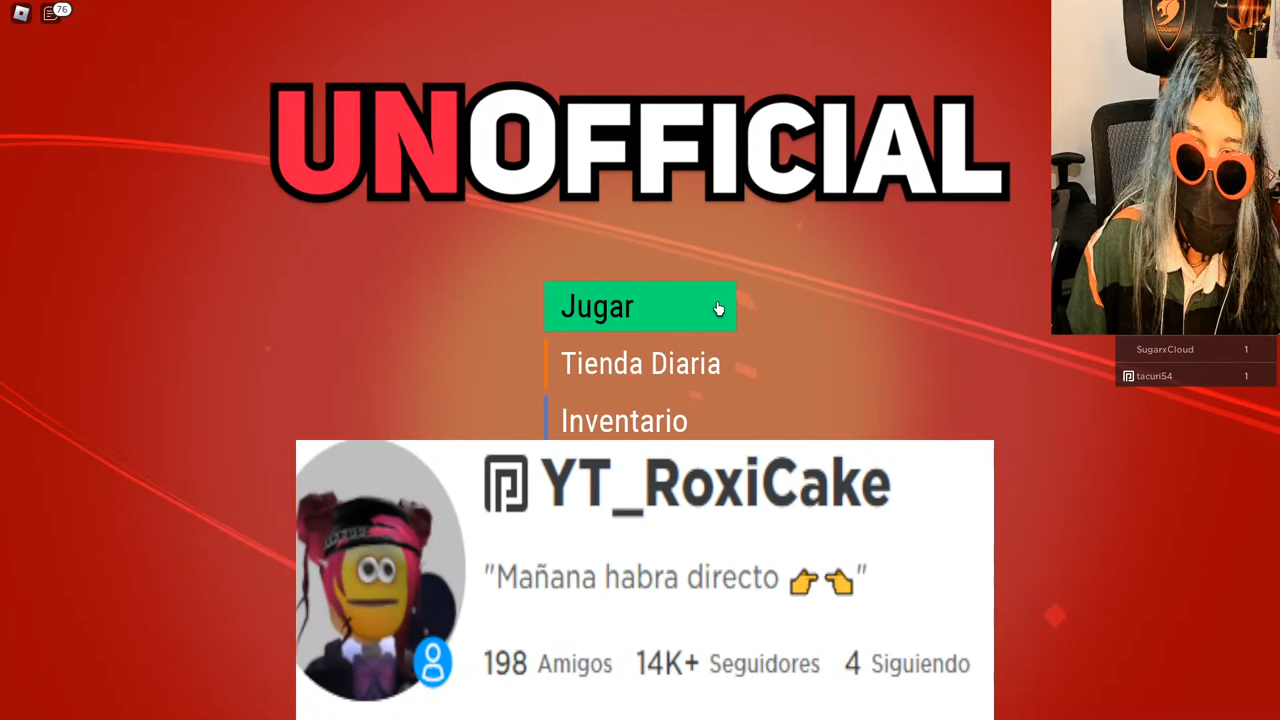 76
UNOFFICIAL
Jugar
Tienda Diaria
Inventario
SugarxCloud 1
tacuri54 1
YT_RoxiCake
"Mañana habra directo 👉👈"
198 Amigos 14K+ Seguidores 4 Siguiendo